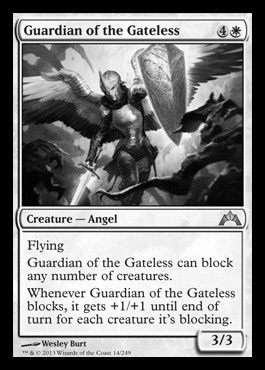 Guardian of the Gateless 4
Creature — Angel
Flying
Guardian of the Gateless can block
any number of creatures.
Whenever Guardian of the Gateless
blocks, it gets +1/+1 until end of
turn for each creature it's blocking.
3/3
Wesley Burt
™ & © 2013 Wizards of the Coast 14/249